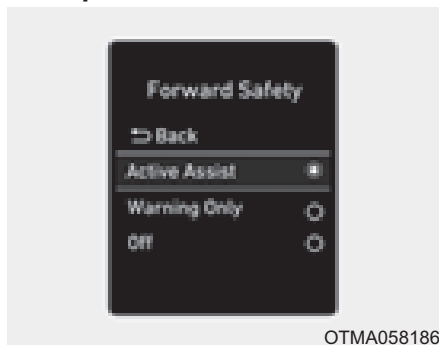 Forward Safety
Back
Active Assist
Warning Only
Off
OTMA058186